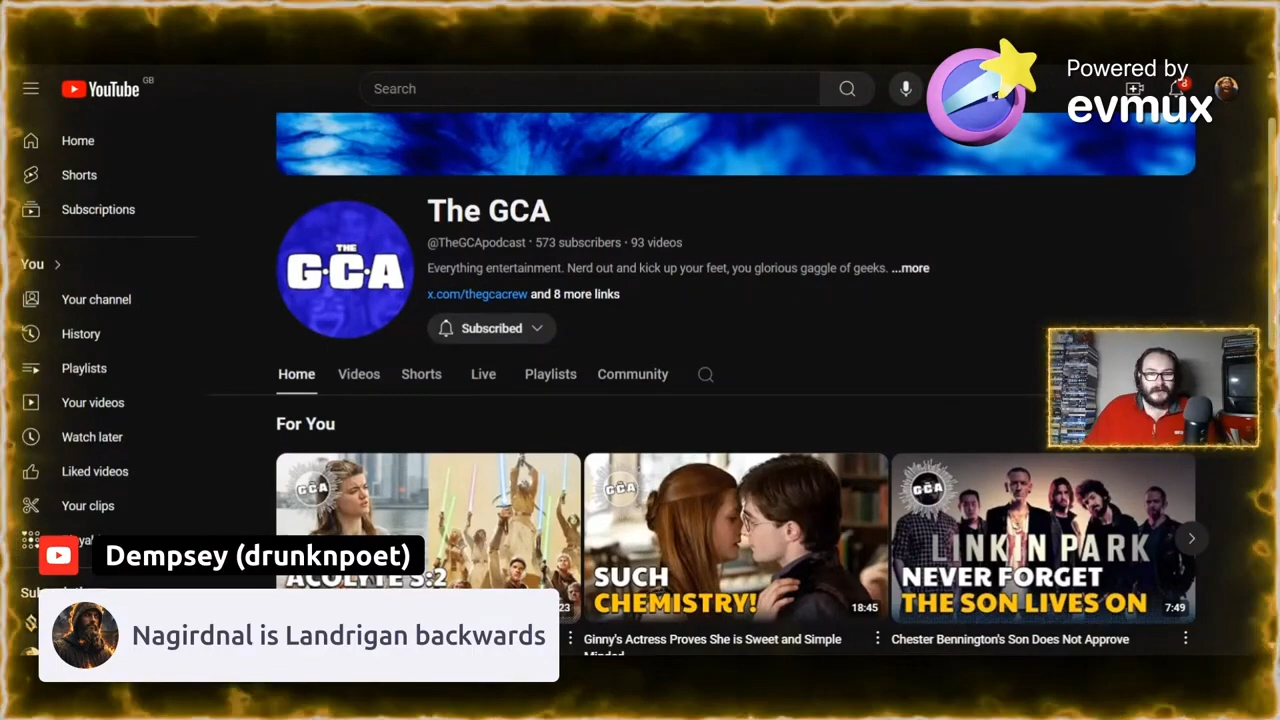 Powered by
evmux
YouTube GB
Search
8
Home
Shorts
Subscriptions
You
Your channel
History
Playlists
Your videos
Watch later
Liked videos
Your clips
The GCA
@TheGCApodcast · 573 subscribers · 93 videos
Everything entertainment. Nerd out and kick up your feet, you glorious gaggle of geeks. ...more
x.com/thegcacrew and 8 more links
Subscribed
THE
G·C·A
Home Videos Shorts Live Playlists Community
For You
GCA
ACOLYTE S:2
23
GCA
SUCH
CHEMISTRY!
18:45
Ginny's Actress Proves She is Sweet and Simple
Minded
GCA
LINKIN PARK
NEVER FORGET
THE SON LIVES ON
7:49
Chester Bennington's Son Does Not Approve
Dempsey (drunknpoet)
Nagirdnal is Landrigan backwards